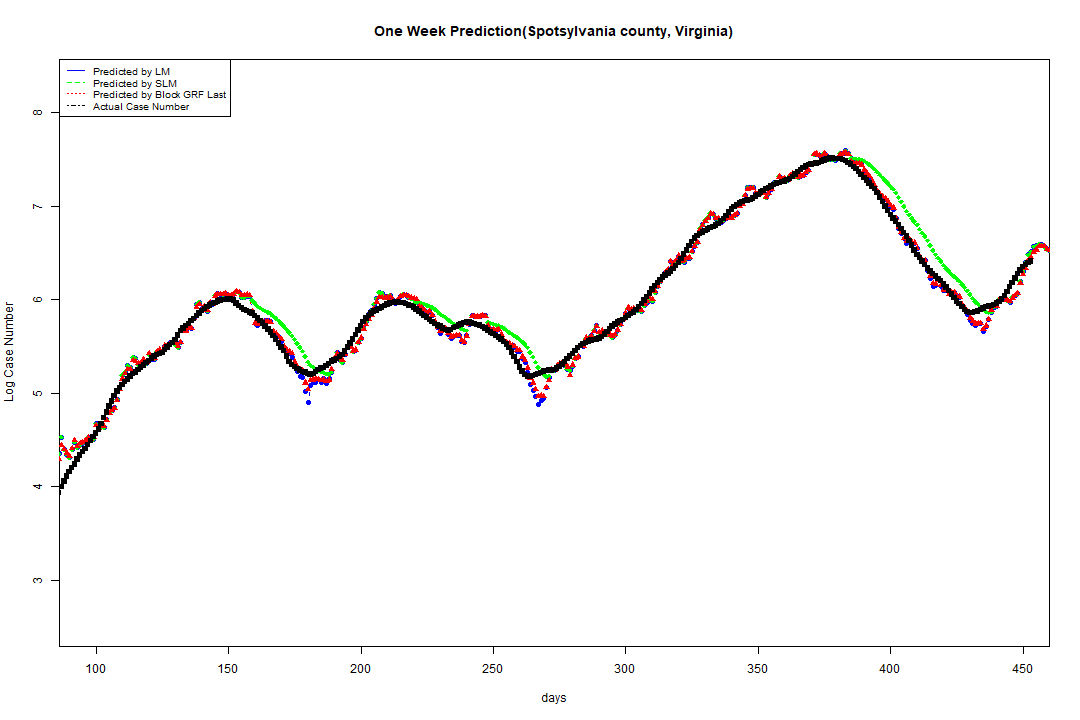 One Week Prediction(Spotsylvania county, Virginia)
Predicted by LM
Predicted by SLM
Predicted by Block GRF Last
Actual Case Number
8
7
6
5
4
3
Log Case Number
100 150 200 250 300 350 400 450
days